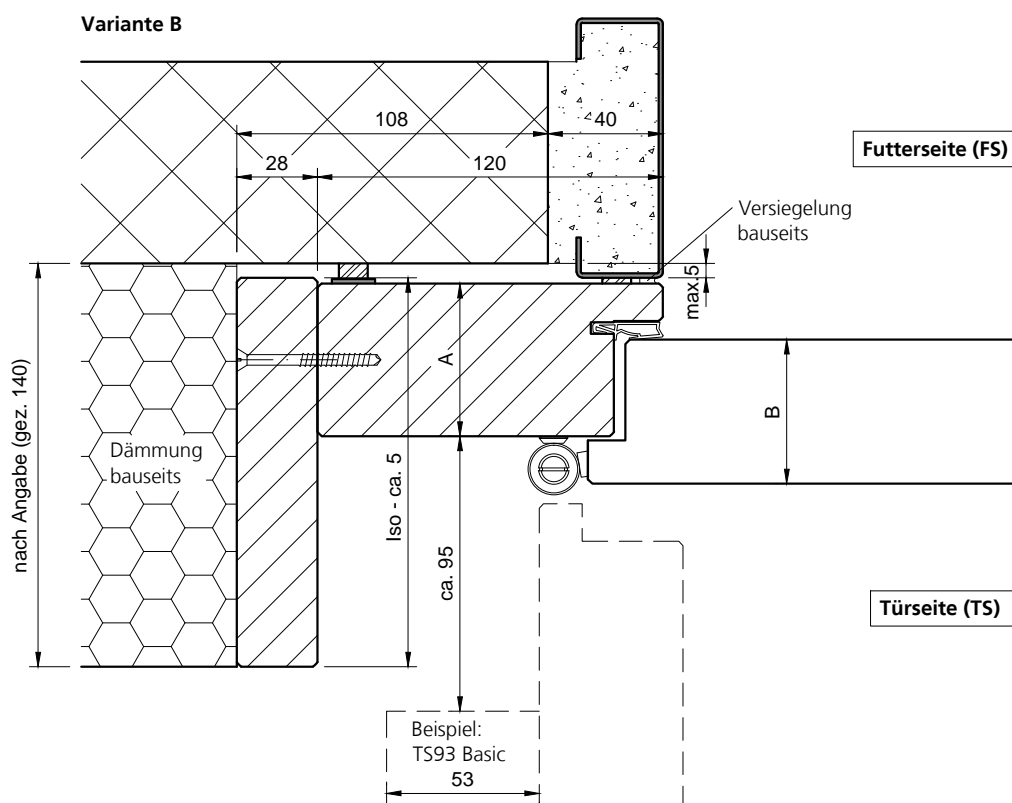 Variante B
108
40
28
120
Futterseite (FS)
Versiegelung
bauseits
max.5
A
B
nach Angabe (gez. 140)
Dämmung
bauseits
Iso - ca. 5
ca. 95
Türseite (TS)
Beispiel:
TS93 Basic
53